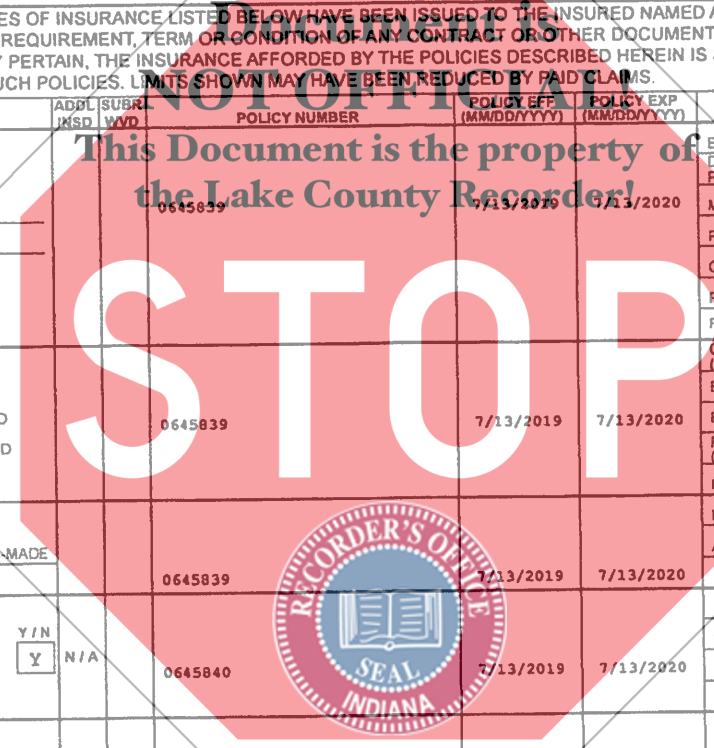 Document is
NOT OFFICIAL!
This Document is the property of
the Lake County Recorder!
STOP
ES OF INSURANCE LISTED BELOW HAVE BEEN ISSUED TO THE INSURED NAMED A
REQUIREMENT, TERM OR CONDITION OF ANY CONTRACT OR OTHER DOCUMENT
Y PERTAIN, THE INSURANCE AFFORDED BY THE POLICIES DESCRIBED HEREIN IS
UCH POLICIES. LIMITS SHOWN MAY HAVE BEEN REDUCED BY PAID CLAIMS.
ADDL SUBR POLICY NUMBER POLICY EFF POLICY EXP
INSD WVD (MM/DD/YYYY) (MM/DD/YYYY)
0645839 7/13/2019 7/13/2020
0645839 7/13/2019 7/13/2020
D
D
-MADE 0645839 7/13/2019 7/13/2020
Y/N
Y N/A 0645840 7/13/2019 7/13/2020
RECORDER'S OFFICE
SEAL
INDIANA